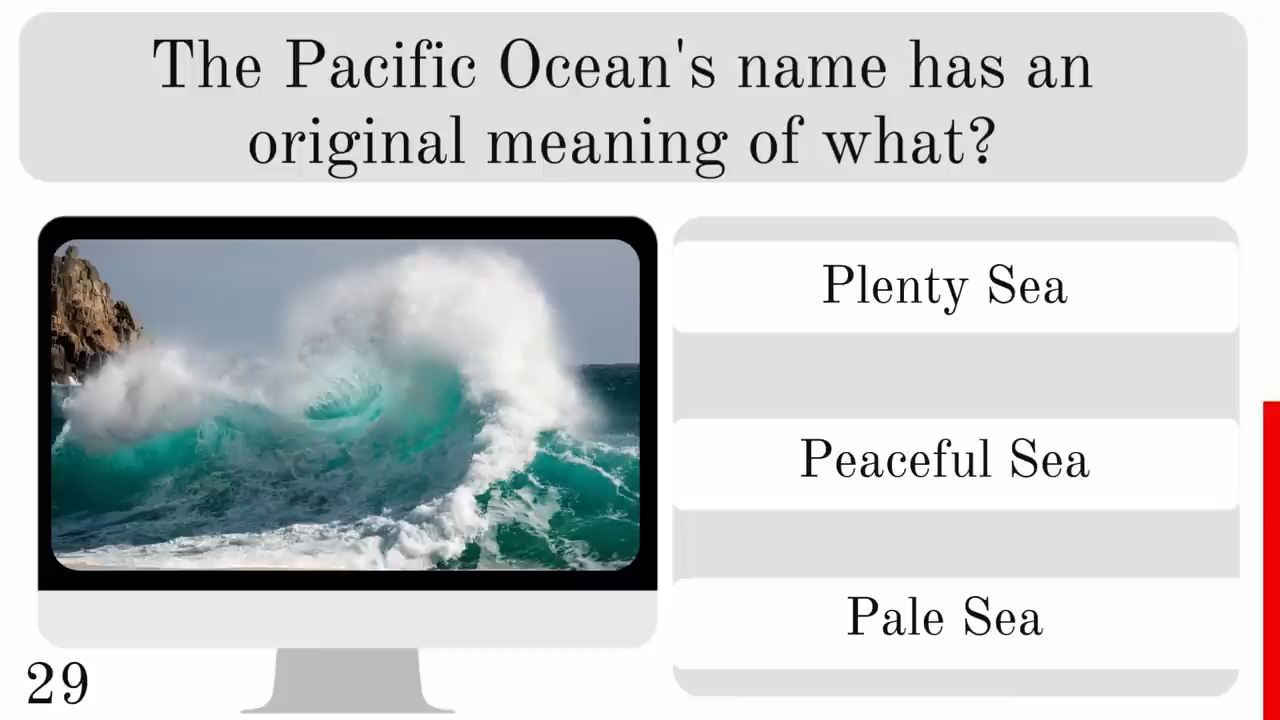 The Pacific Ocean's name has an
original meaning of what?
Plenty Sea
Peaceful Sea
Pale Sea
29